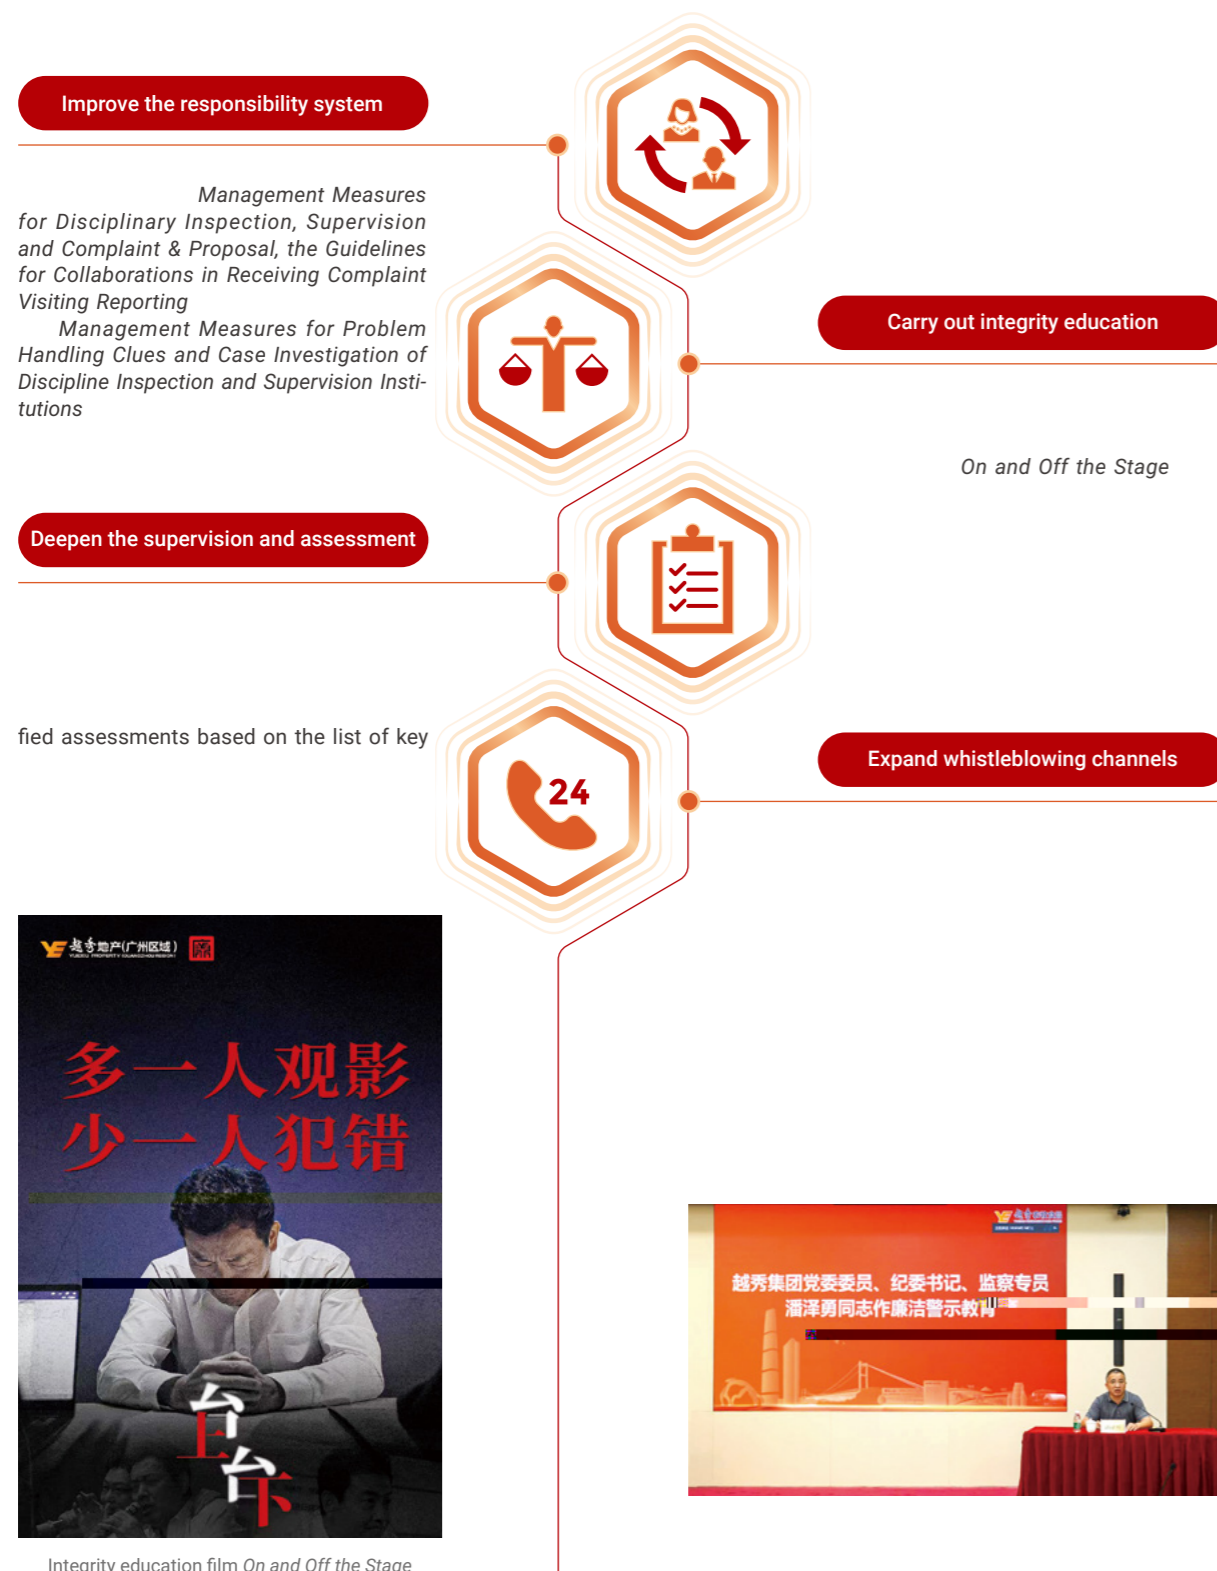 Improve the responsibility system
Management Measures
for Disciplinary Inspection, Supervision
and Complaint & Proposal, the Guidelines
for Collaborations in Receiving Complaint
Visiting Reporting
Management Measures for Problem
Handling Clues and Case Investigation of
Discipline Inspection and Supervision Insti-
tutions
Carry out integrity education
On and Off the Stage
Deepen the supervision and assessment
fied assessments based on the list of key
24
Expand whistleblowing channels
越秀地产(广州区域)
YUEXIU PROPERTY (GUANGZHOU REGION)
多一人观影
少一人犯错
台上
台下
Integrity education film On and Off the Stage
越秀集团党委委员、纪委书记、监察专员
潘泽勇同志作廉洁警示教育